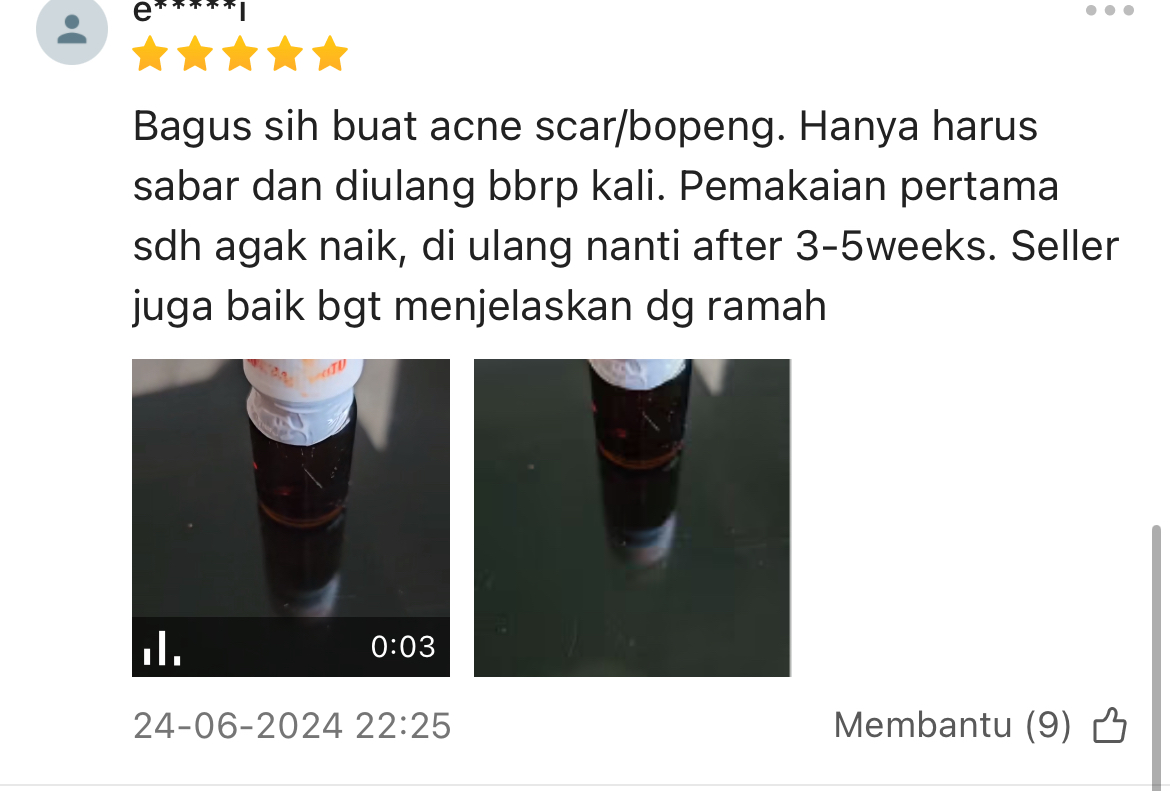 e*****i
Bagus sih buat acne scar/bopeng. Hanya harus
sabar dan diulang bbrp kali. Pemakaian pertama
sdh agak naik, di ulang nanti after 3-5weeks. Seller
juga baik bgt menjelaskan dg ramah
0:03
24-06-2024 22:25
Membantu (9)